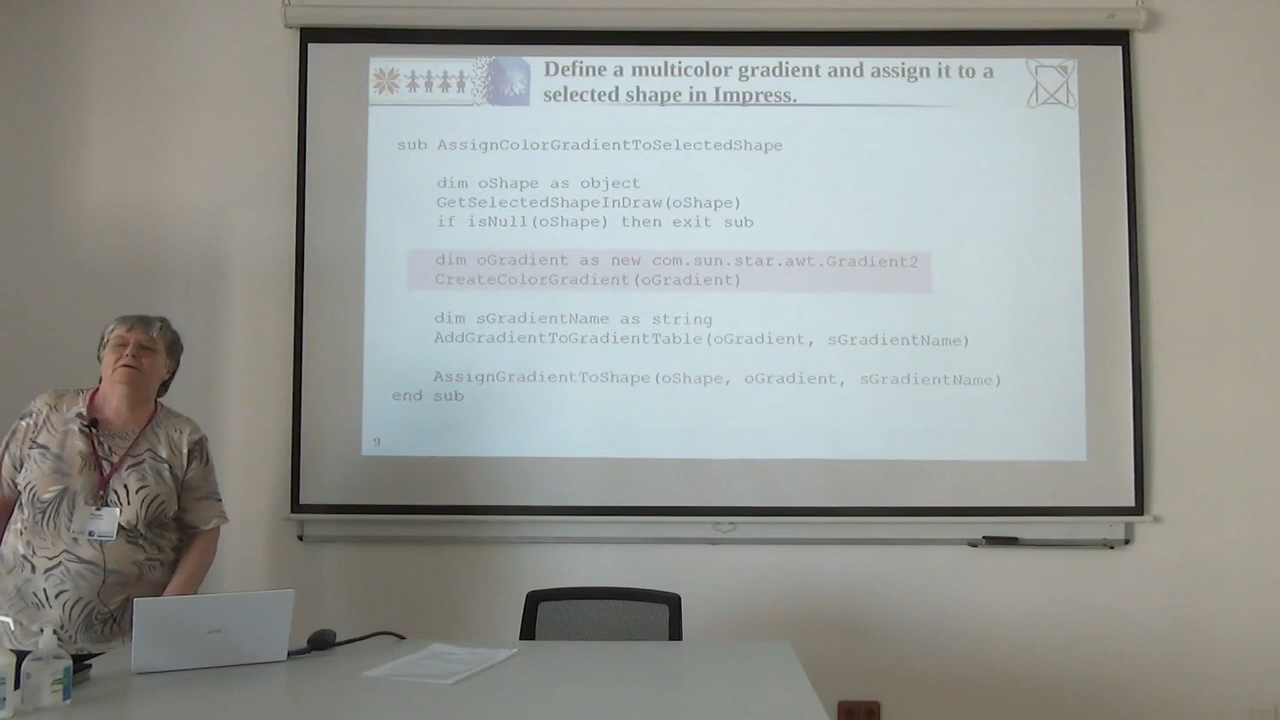 Define a multicolor gradient and assign it to a
selected shape in Impress.
sub AssignColorGradientToSelectedShape
dim oShape as object
GetSelectedShapeInDraw(oShape)
if isNull(oShape) then exit sub
dim oGradient as new com.sun.star.awt.Gradient2
CreateColorGradient(oGradient)
dim sGradientName as string
AddGradientToGradientTable(oGradient, sGradientName)
AssignGradientToShape(oShape, oGradient, sGradientName)
end sub
9